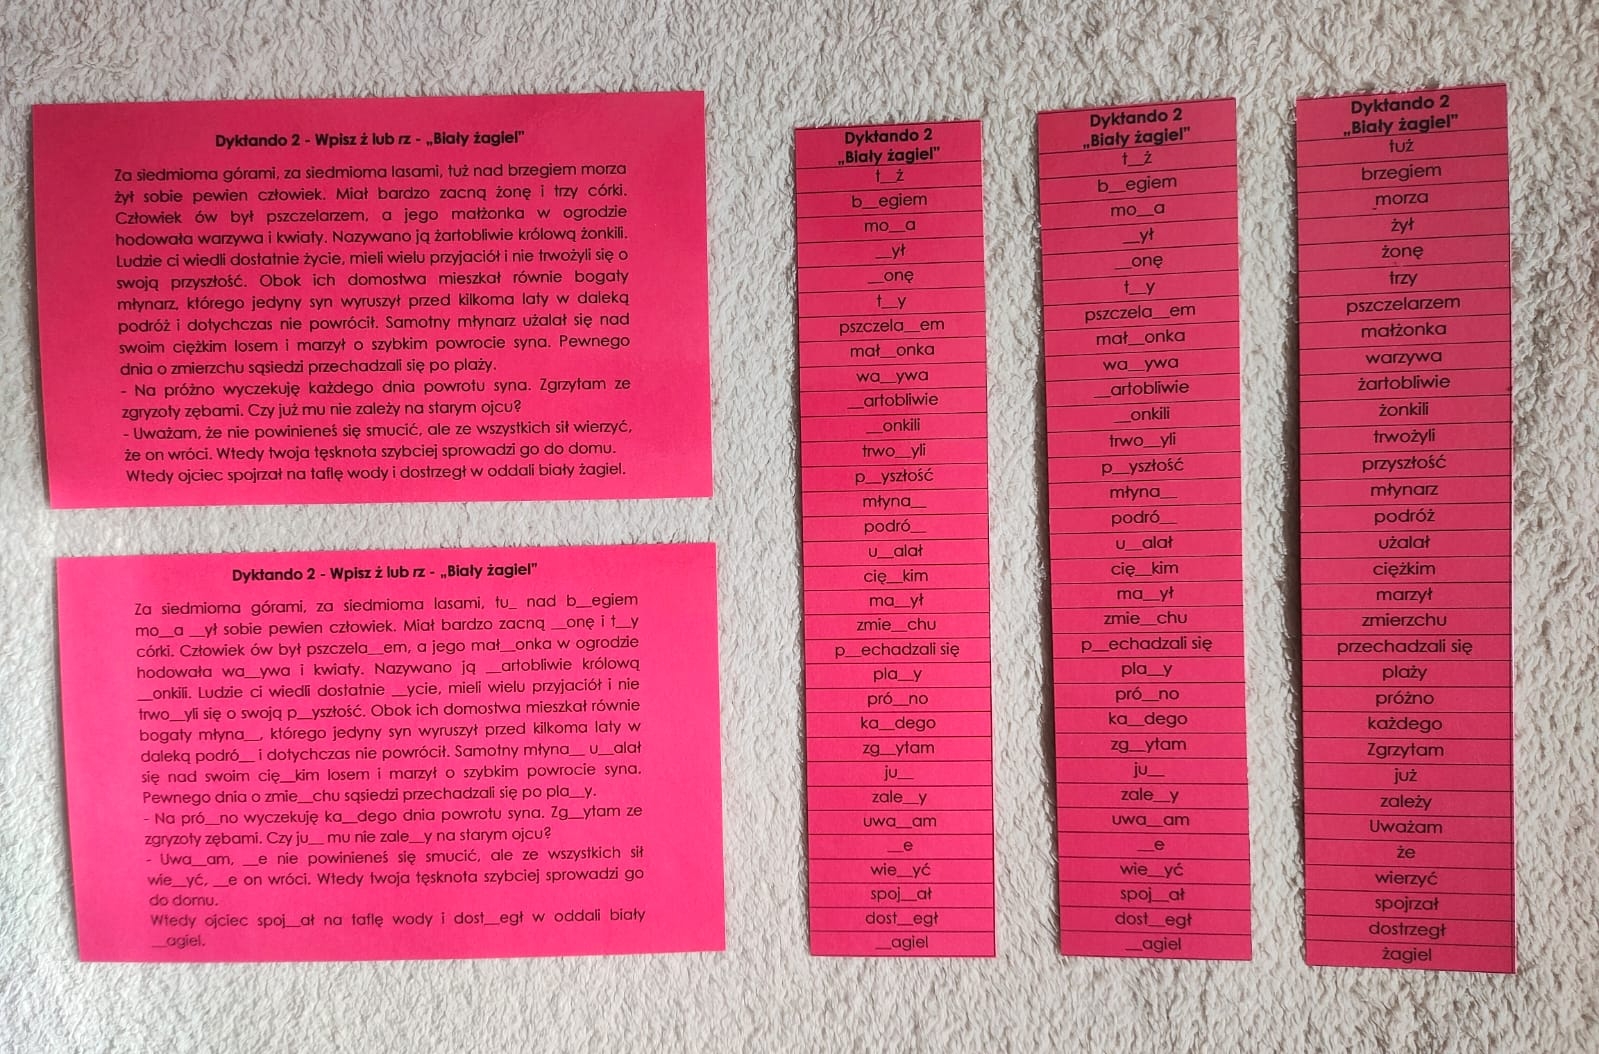 Dyktando 2 - Wpisz ż lub rz - „Biały żagiel”
Za siedmioma górami, za siedmioma lasami, tuż nad brzegiem morza
żył sobie pewien człowiek. Miał bardzo zacną żonę i trzy córki.
Człowiek ów był pszczelarzem, a jego małżonka w ogrodzie
hodowała warzywa i kwiaty. Nazywano ją żartobliwie królową żonkili.
Ludzie ci wiedli dostatnie życie, mieli wielu przyjaciół i nie trwożyli się o
swoją przyszłość. Obok ich domostwa mieszkał równie bogaty
młynarz, którego jedyny syn wyruszył przed kilkoma laty w daleką
podróż i dotychczas nie powrócił. Samotny młynarz użalał się nad
swoim ciężkim losem i marzył o szybkim powrocie syna. Pewnego
dnia o zmierzchu sąsiedzi przechadzali się po plaży.
- Na próżno wyczekuję każdego dnia powrotu syna. Zgrzytam ze
zgryzoty zębami. Czy już mu nie zależy na starym ojcu?
- Uważam, że nie powinieneś się smucić, ale ze wszystkich sił wierzyć,
że on wróci. Wtedy twoja tęsknota szybciej sprowadzi go do domu.
Wtedy ojciec spojrzał na taflę wody i dostrzegł w oddali biały żagiel.
Dyktando 2 - Wpisz ż lub rz - „Biały żagiel”
Za siedmioma górami, za siedmioma lasami, tu_ nad b__egiem
mo__a __ył sobie pewien człowiek. Miał bardzo zacną __onę i t__y
córki. Człowiek ów był pszczela__em, a jego mał__onka w ogrodzie
hodowała wa__ywa i kwiaty. Nazywano ją __artobliwie królową
__onkili. Ludzie ci wiedli dostatnie __ycie, mieli wielu przyjaciół i nie
trwo__yli się o swoją p__yszłość. Obok ich domostwa mieszkał równie
bogaty młyna__, którego jedyny syn wyruszył przed kilkoma laty w
daleką podró__ i dotychczas nie powrócił. Samotny młyna__ u__alał
się nad swoim cię__kim losem i marzył o szybkim powrocie syna.
Pewnego dnia o zmie__chu sąsiedzi przechadzali się po pla__y.
- Na pró__no wyczekuję ka__dego dnia powrotu syna. Zg__ytam ze
zgryzoty zębami. Czy ju__ mu nie zale__y na starym ojcu?
- Uwa__am, __e nie powinieneś się smucić, ale ze wszystkich sił
wie__yć, __e on wróci. Wtedy twoja tęsknota szybciej sprowadzi go
do domu.
Wtedy ojciec spoj__ał na taflę wody i dost__egł w oddali biały
__agiel.
Dyktando 2
„Biały żagiel”
t__ż
b__egiem
mo__a
__ył
__onę
t__y
pszczela__em
mał__onka
wa__ywa
__artobliwie
__onkili
trwo__yli
p__yszłość
młyna__
podró__
u__alał
cię__kim
ma__ył
zmie__chu
p__echadzali się
pla__y
pró__no
ka__dego
zg__ytam
ju__
zale__y
uwa__am
__e
wie__yć
spoj__ał
dost__egł
__agiel
Dyktando 2
„Biały żagiel”
t__ż
b__egiem
mo__a
__ył
__onę
t__y
pszczela__em
mał__onka
wa__ywa
__artobliwie
__onkili
trwo__yli
p__yszłość
młyna__
podró__
u__alał
cię__kim
ma__ył
zmie__chu
p__echadzali się
pla__y
pró__no
ka__dego
zg__ytam
ju__
zale__y
uwa__am
__e
wie__yć
spoj__ał
dost__egł
__agiel
Dyktando 2
„Biały żagiel”
tuż
brzegiem
morza
żył
żonę
trzy
pszczelarzem
małżonka
warzywa
żartobliwie
żonkili
trwożyli
przyszłość
młynarz
podróż
użalał
ciężkim
marzył
zmierzchu
przechadzali się
plaży
próżno
każdego
Zgrzytam
już
zależy
Uważam
że
wierzyć
spojrzał
dostrzegł
żagiel